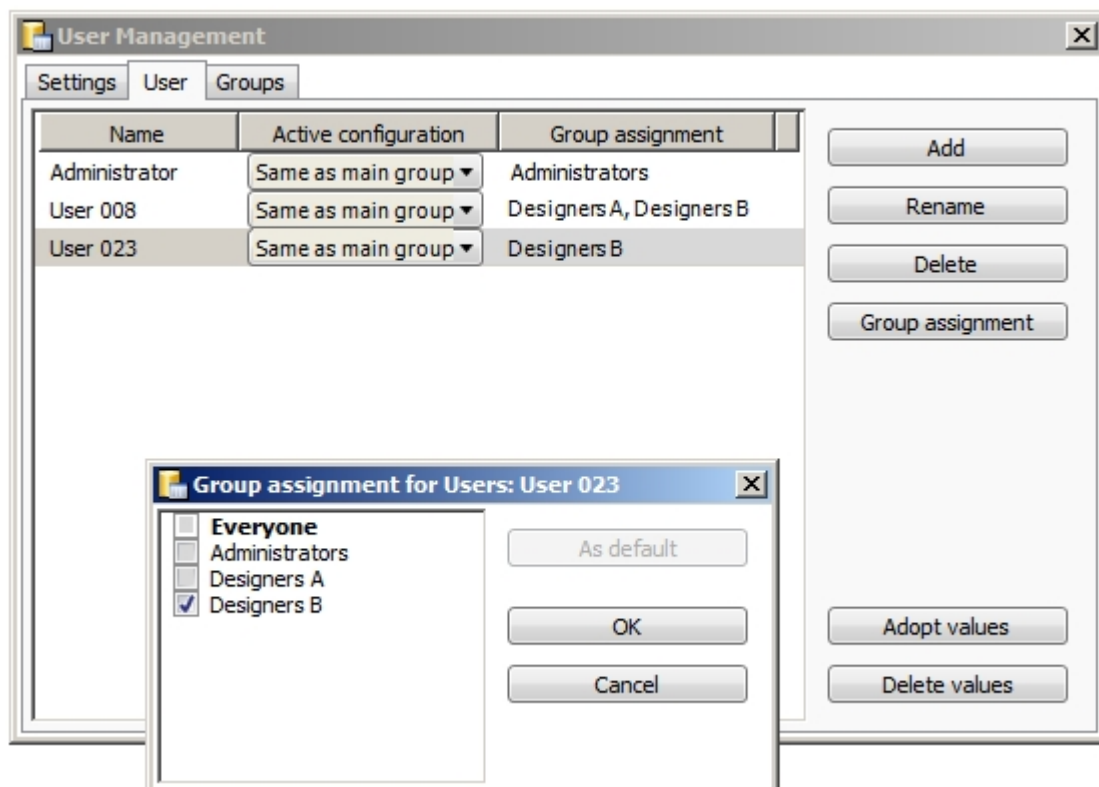 User Management
Settings User Groups
Name Active configuration Group assignment
Administrator Same as main group Administrators
User 008 Same as main group Designers A, Designers B
User 023 Same as main group Designers B
Add
Rename
Delete
Group assignment
Adopt values
Delete values
Group assignment for Users: User 023
Everyone
Administrators
Designers A
Designers B
As default
OK
Cancel